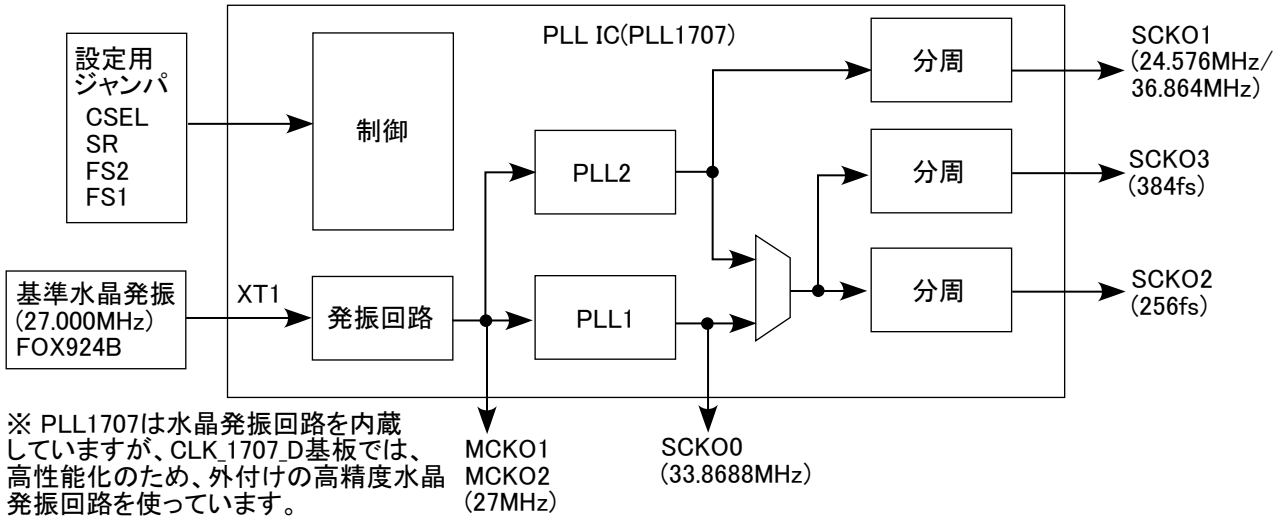 PLL IC(PLL1707)
設定用
ジャンパ
CSEL
SR
FS2
FS1
制御
PLL2
分周
SCKO1
(24.576MHz/
36.864MHz)
分周
SCKO3
(384fs)
基準水晶発振
(27.000MHz)
FOX924B
XT1
発振回路
PLL1
分周
SCKO2
(256fs)
※ PLL1707は水晶発振回路を内蔵
していますが、CLK_1707_D基板では、
高性能化のため、外付けの高精度水晶
発振回路を使っています。
MCKO1
MCKO2
(27MHz)
SCKO0
(33.8688MHz)